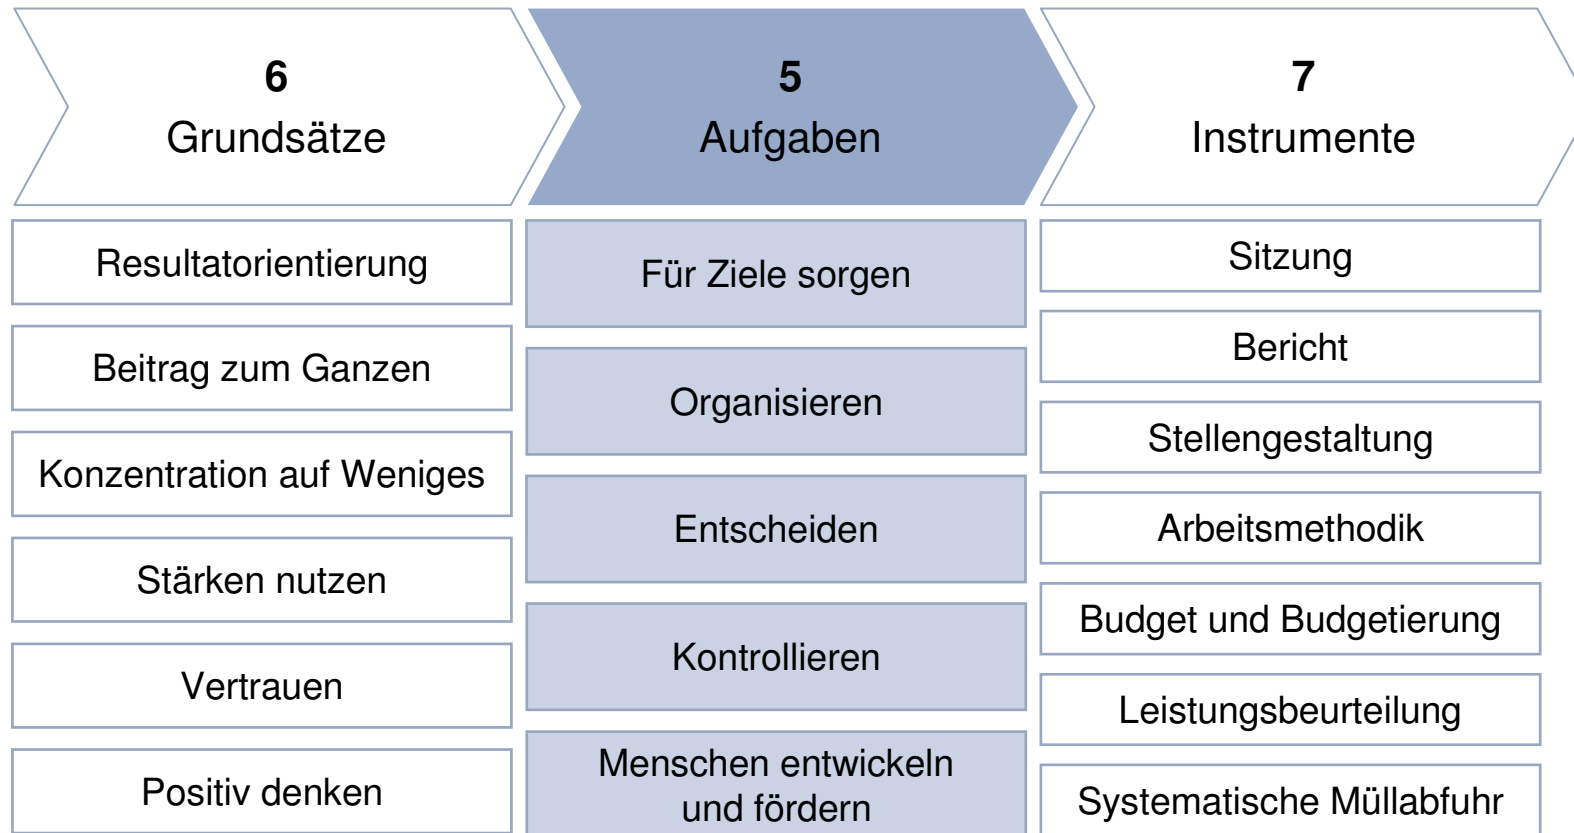 6
Grundsätze
Resultatorientierung
Beitrag zum Ganzen
Konzentration auf Weniges
Stärken nutzen
Vertrauen
Positiv denken
5
Aufgaben
Für Ziele sorgen
Organisieren
Entscheiden
Kontrollieren
Menschen entwickeln
und fördern
7
Instrumente
Sitzung
Bericht
Stellengestaltung
Arbeitsmethodik
Budget und Budgetierung
Leistungsbeurteilung
Systematische Müllabfuhr